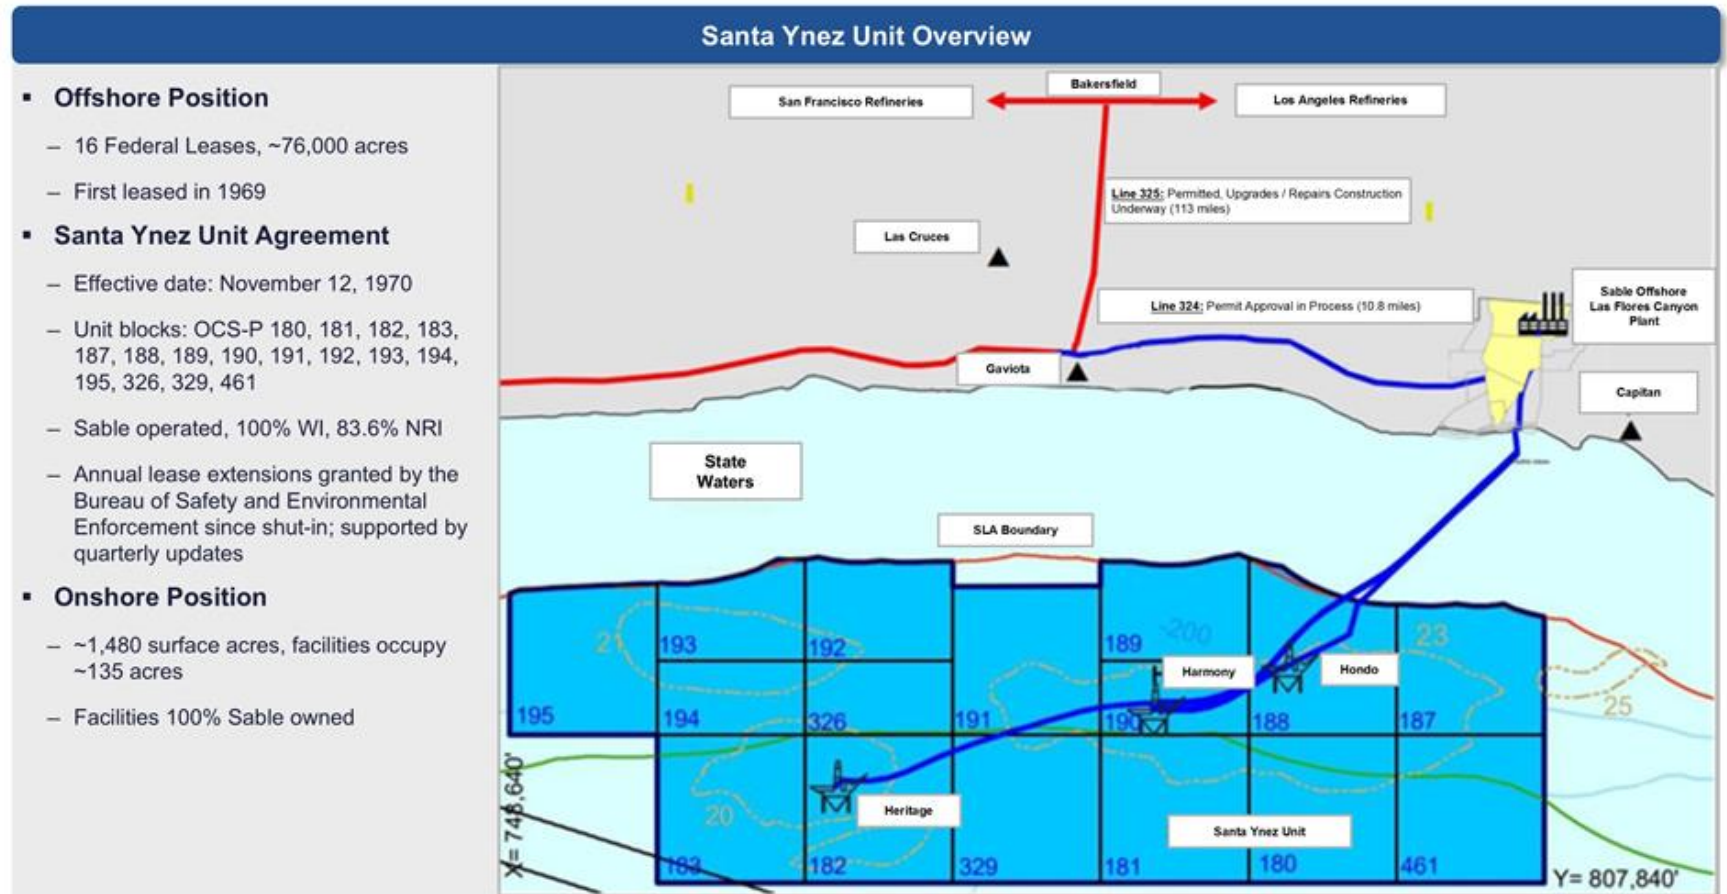 Santa Ynez Unit Overview
▪ Offshore Position
– 16 Federal Leases, ~76,000 acres
– First leased in 1969
▪ Santa Ynez Unit Agreement
– Effective date: November 12, 1970
– Unit blocks: OCS-P 180, 181, 182, 183,
187, 188, 189, 190, 191, 192, 193, 194,
195, 326, 329, 461
– Sable operated, 100% WI, 83.6% NRI
– Annual lease extensions granted by the
Bureau of Safety and Environmental
Enforcement since shut-in; supported by
quarterly updates
▪ Onshore Position
– ~1,480 surface acres, facilities occupy
~135 acres
– Facilities 100% Sable owned
Bakersfield
San Francisco Refineries
Los Angeles Refineries
Line 325: Permitted, Upgrades / Repairs Construction
Underway (113 miles)
Las Cruces
Line 324: Permit Approval in Process (10.8 miles)
Sable Offshore
Las Flores Canyon
Plant
Gaviota
Capitan
State
Waters
SLA Boundary
21
193
192
189
-200
23
Harmony
Hondo
195
194
326
191
190
188
187
25
X= 748,640'
20
Heritage
Santa Ynez Unit
183
182
329
181
180
461
Y= 807,840'